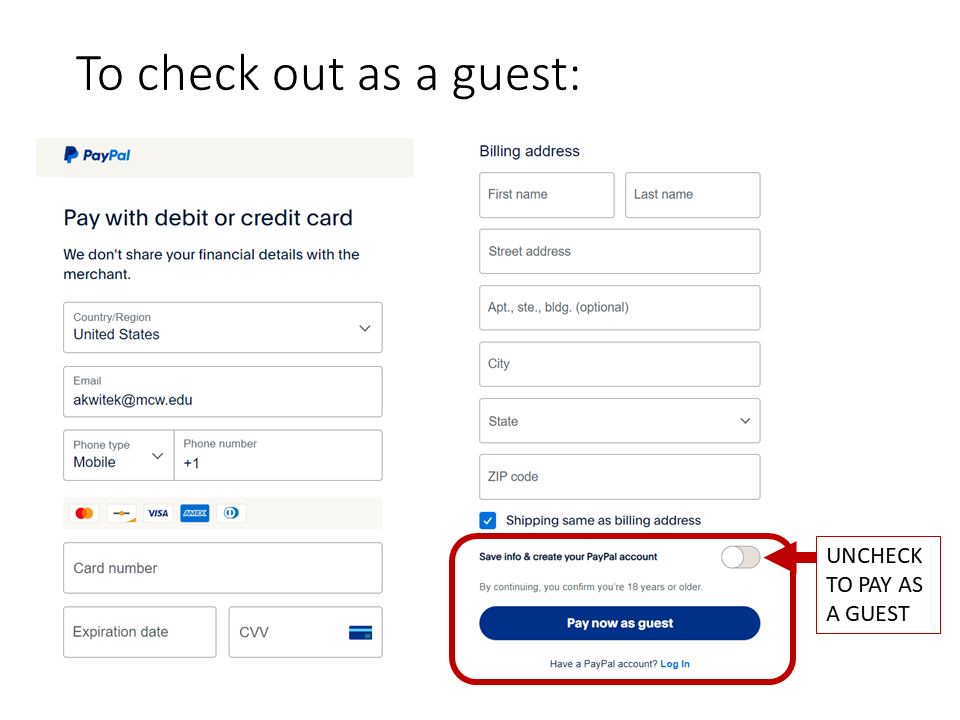 To check out as a guest:
PayPal
Pay with debit or credit card
We don't share your financial details with the
merchant.
Country/Region
United States
Email
akwitek@mcw.edu
Phone type
Mobile
Phone number
+1
VISA
AMEX
Card number
Expiration date
CVV
Billing address
First name
Last name
Street address
Apt., ste., bldg. (optional)
City
State
ZIP code
Shipping same as billing address
Save info & create your PayPal account
By continuing, you confirm you're 18 years or older.
Pay now as guest
Have a PayPal account? Log In
UNCHECK
TO PAY AS
A GUEST